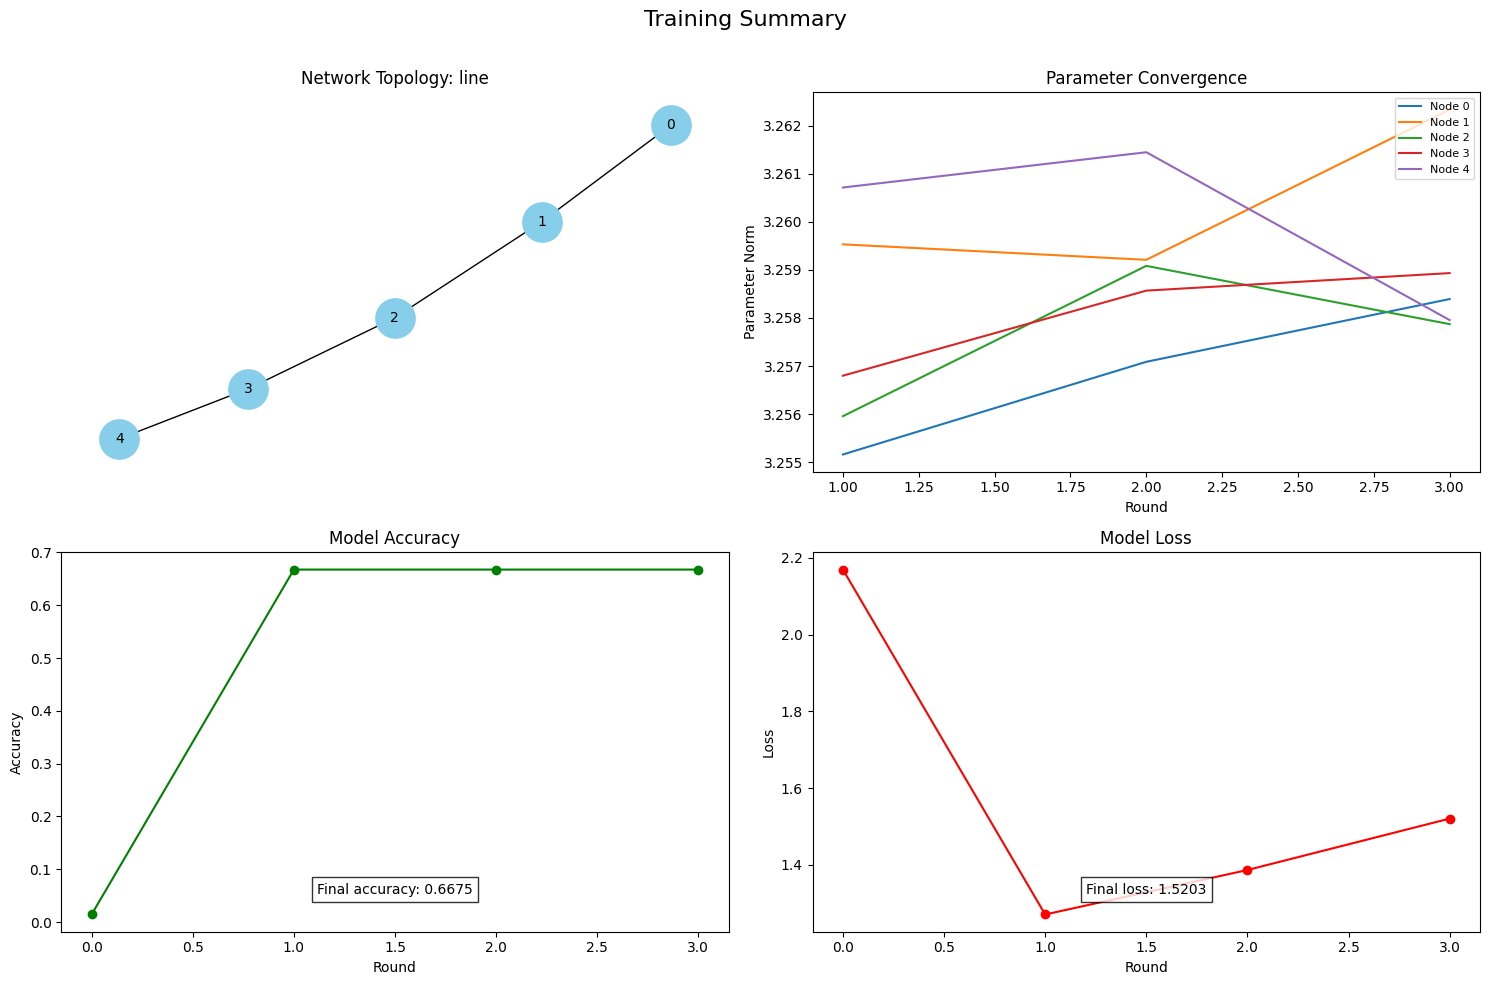 Training Summary
Network Topology: line
0
1
2
3
4
Parameter Convergence
Parameter Norm
3.262
3.261
3.260
3.259
3.258
3.257
3.256
3.255
Node 0
Node 1
Node 2
Node 3
Node 4
1.00 1.25 1.50 1.75 2.00 2.25 2.50 2.75 3.00
Round
Model Accuracy
Accuracy
0.7
0.6
0.5
0.4
0.3
0.2
0.1
0.0
Final accuracy: 0.6675
0.0 0.5 1.0 1.5 2.0 2.5 3.0
Round
Model Loss
Loss
2.2
2.0
1.8
1.6
1.4
Final loss: 1.5203
0.0 0.5 1.0 1.5 2.0 2.5 3.0
Round